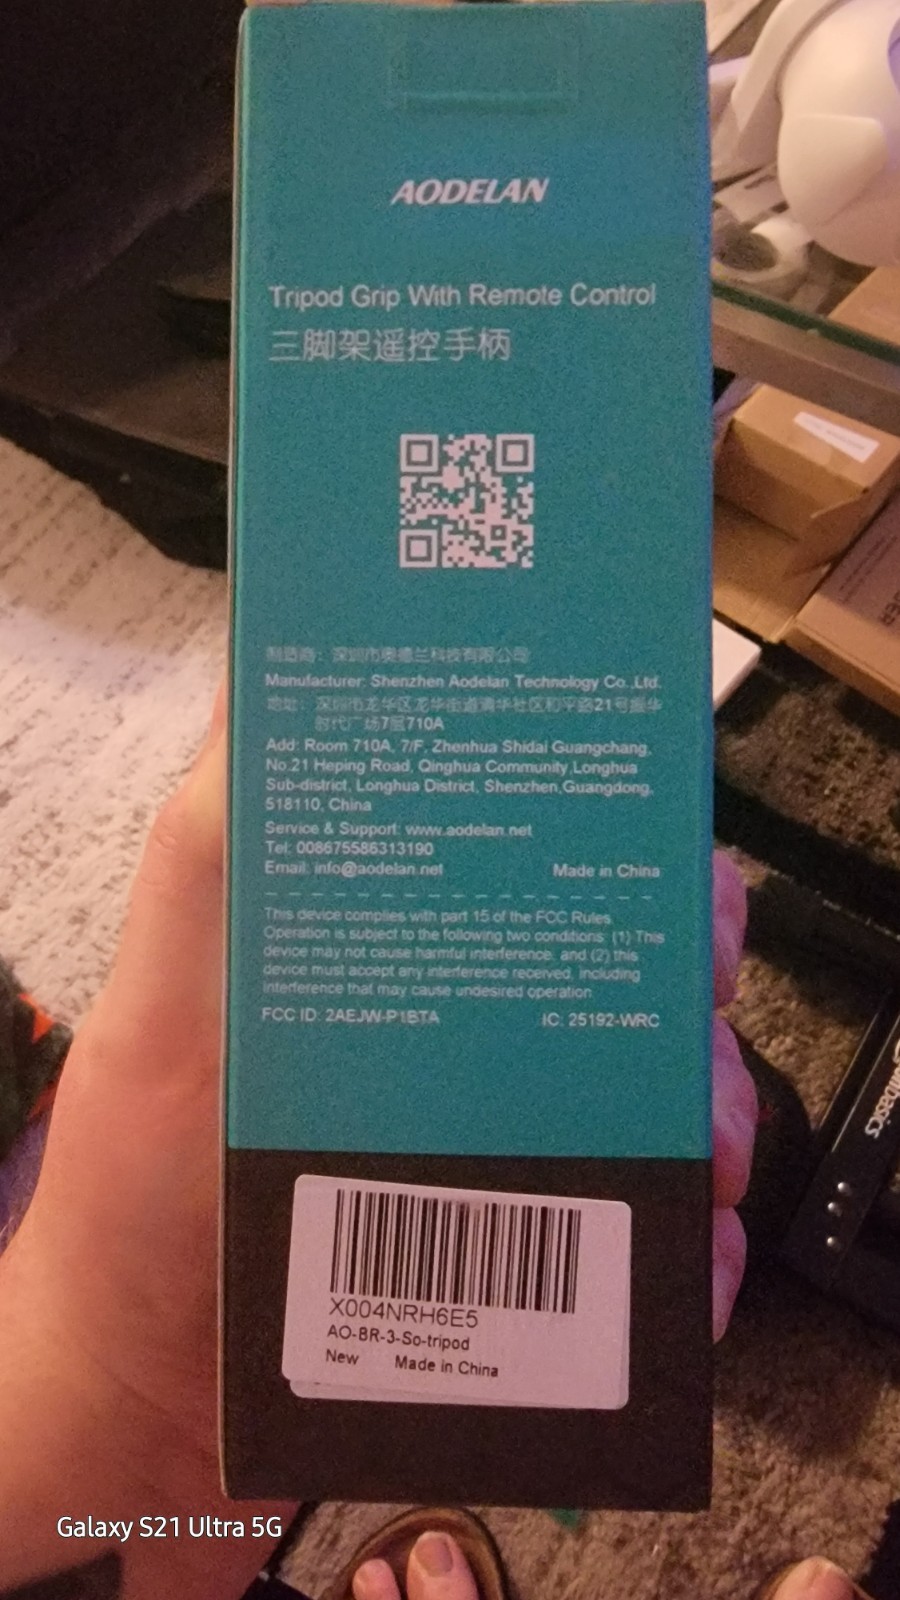 AODELAN
Tripod Grip With Remote Control
三脚架遥控手柄
制造商：深圳市奥德兰科技有限公司
Manufacturer: Shenzhen Aodelan Technology Co.,Ltd.
地址：深圳市龙华区龙华街道清华社区和平路21号振华
时代广场7层710A
Add: Room 710A, 7/F, Zhenhua Shidai Guangchang,
No.21 Heping Road, Qinghua Community,Longhua
Sub-district, Longhua District, Shenzhen,Guangdong,
518110, China
Service & Support: www.aodelan.net
Tel: 008675586313190
Email: info@aodelan.net Made in China
This device complies with part 15 of the FCC Rules.
Operation is subject to the following two conditions: (1) This
device may not cause harmful interference, and (2) this
device must accept any interference received, including
interference that may cause undesired operation.
FCC ID: 2AEJW-P1BTA IC: 25192-WRC
X004NRH6E5
AO-BR-3-So-tripod
New Made in China
Galaxy S21 Ultra 5G